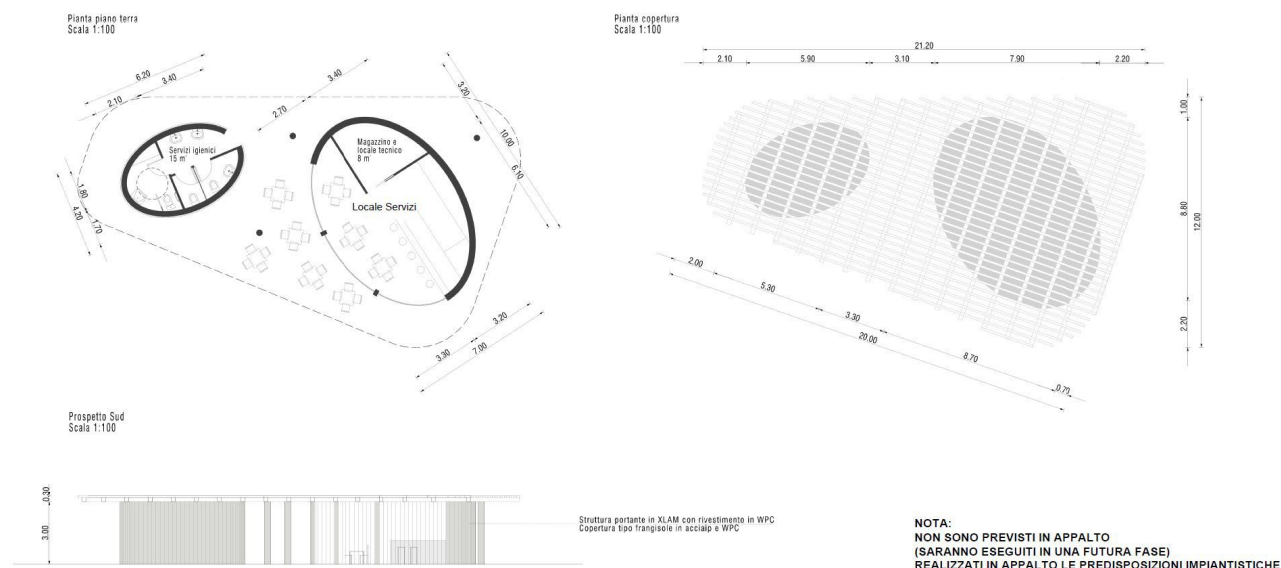 Pianta piano terra
Scala 1:100
6.20
2.10
3.40
2.70
3.40
3.20
10.00
6.10
Servizi igienici
15 m
Magazzino e
locale tecnico
8 m
Locale Servizi
1.80
4.20
1.70
3.20
3.30
7.00
Pianta copertura
Scala 1:100
21.20
2.10
5.90
3.10
7.90
2.20
1.00
8.80
12.00
2.20
2.00
5.30
3.30
20.00
8.70
0.70
Prospetto Sud
Scala 1:100
0.30
3.00
Struttura portante in XLAM con rivestimento in WPC
Copertura tipo frangisole in acciaip e WPC
NOTA:
NON SONO PREVISTI IN APPALTO
(SARANNO ESEGUITI IN UNA FUTURA FASE)
REALIZZATI IN APPALTO LE PREDISPOSIZIONI IMPIANTISTICHE